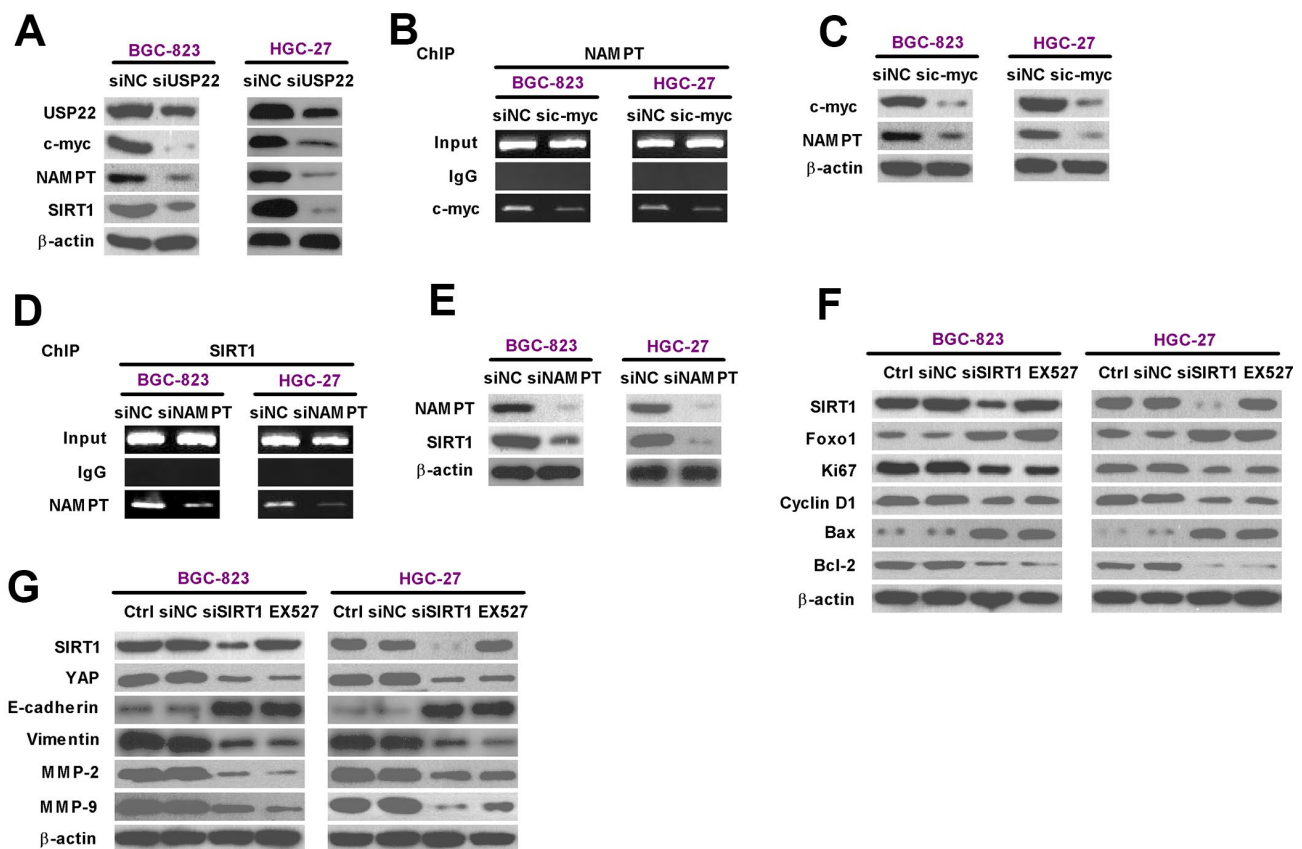 A
BGC-823 HGC-27
siNC siUSP22 siNC siUSP22
USP22
c-myc
NAMPT
SIRT1
β-actin
B
ChIP NAMPT
BGC-823 HGC-27
siNC sic-myc siNC sic-myc
Input
IgG
c-myc
C
BGC-823 HGC-27
siNC sic-myc siNC sic-myc
c-myc
NAMPT
β-actin
D
ChIP SIRT1
BGC-823 HGC-27
siNC siNAMPT siNC siNAMPT
Input
IgG
NAMPT
E
BGC-823 HGC-27
siNC siNAMPT siNC siNAMPT
NAMPT
SIRT1
β-actin
F
BGC-823 HGC-27
Ctrl siNC siSIRT1 EX527 Ctrl siNC siSIRT1 EX527
SIRT1
Foxo1
Ki67
Cyclin D1
Bax
Bcl-2
β-actin
G
BGC-823 HGC-27
Ctrl siNC siSIRT1 EX527 Ctrl siNC siSIRT1 EX527
SIRT1
YAP
E-cadherin
Vimentin
MMP-2
MMP-9
β-actin